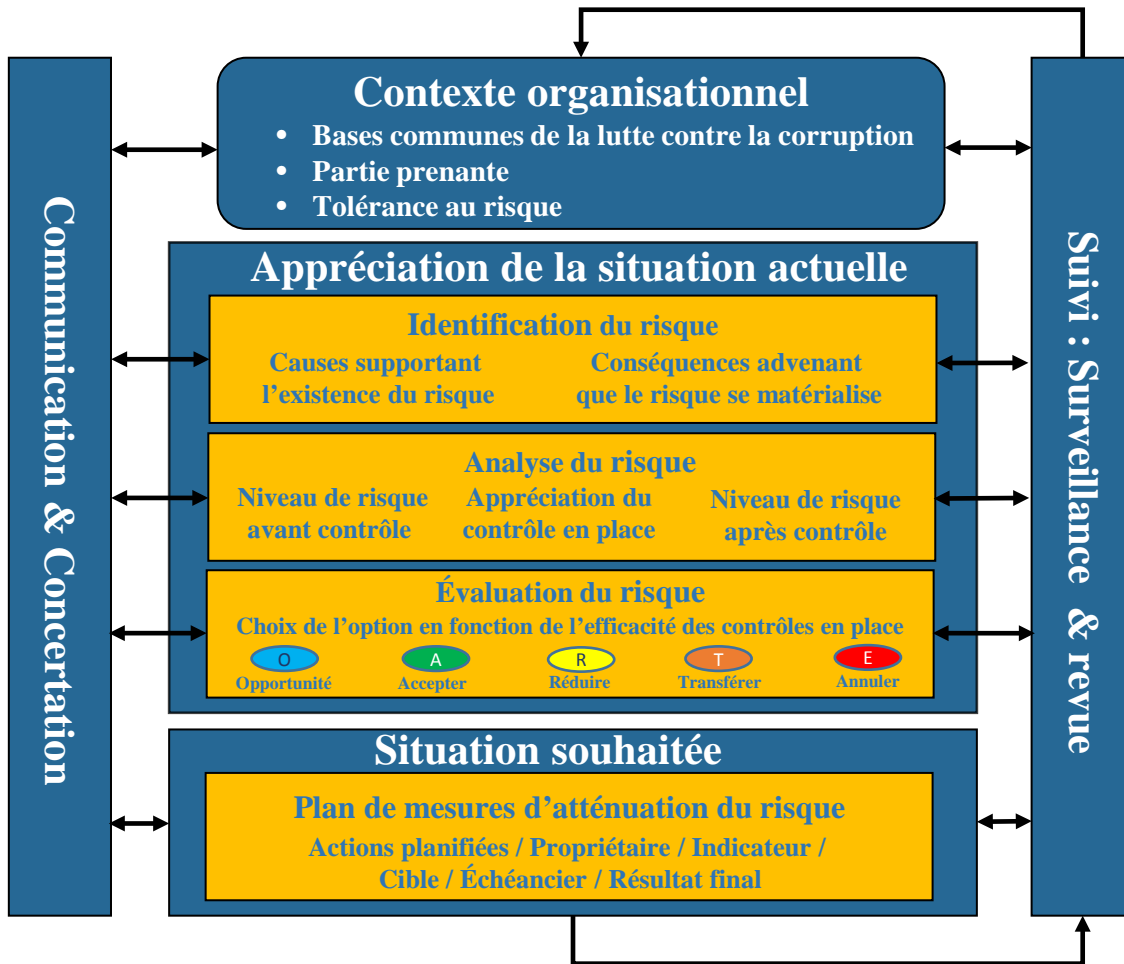 Communication & Concertation
Contexte organisationnel
• Bases communes de la lutte contre la corruption
• Partie prenante
• Tolérance au risque
Appréciation de la situation actuelle
Identification du risque
Causes supportant
l’existence du risque
Conséquences advenant
que le risque se matérialise
Analyse du risque
Niveau de risque
avant contrôle
Appréciation du
contrôle en place
Niveau de risque
après contrôle
Évaluation du risque
Choix de l’option en fonction de l’efficacité des contrôles en place
O
Opportunité
A
Accepter
R
Réduire
T
Transférer
E
Annuler
Situation souhaitée
Plan de mesures d’atténuation du risque
Actions planifiées / Propriétaire / Indicateur /
Cible / Échéancier / Résultat final
Suivi : Surveillance & revue